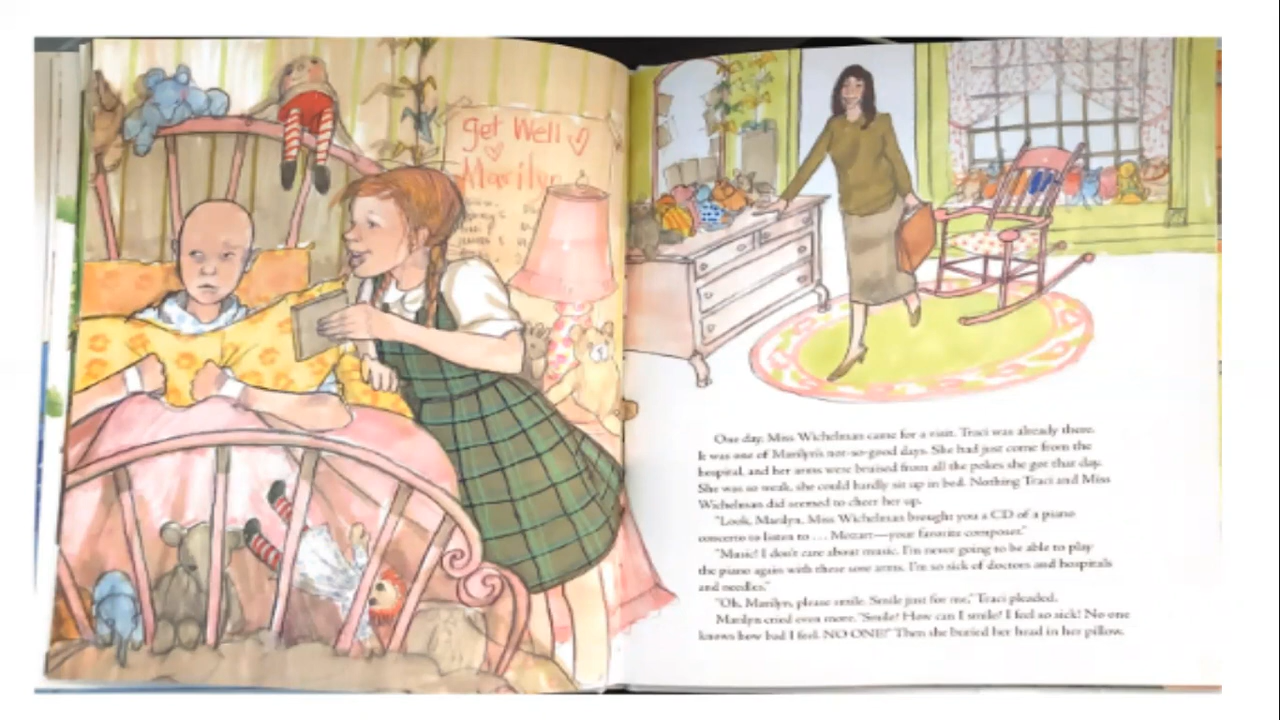 get Well
Marilyn
One day, Miss Wichelman came for a visit. Traci was already there.
It was one of Marilyn's not-so-good days. She had just come from the
hospital, and her arms were bruised from all the pokes she got that day.
She was so weak, she could hardly sit up in bed. Nothing Traci and Miss
Wichelman did seemed to cheer her up.
"Look, Marilyn, Miss Wichelman brought you a CD of a piano
concerto to listen to . . . Mozart—your favorite composer."
"Music! I don't care about music. I'm never going to be able to play
the piano again with these sore arms. I'm so sick of doctors and hospitals
and needles."
"Oh, Marilyn, please smile. Smile just for me," Traci pleaded.
Marilyn cried even more. "Smile! How can I smile? I feel so sick! No one
knows how bad I feel. NO ONE!" Then she buried her head in her pillow.